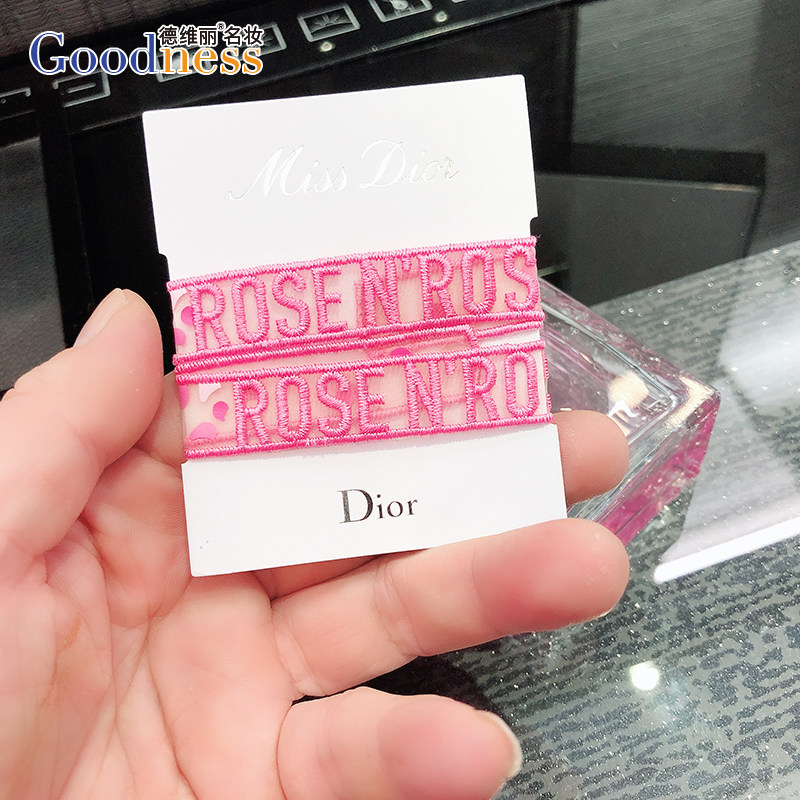 德维丽®名妆
Goodness
Miss Dior
ROSE N'ROS
ROSE N'RO
Dior